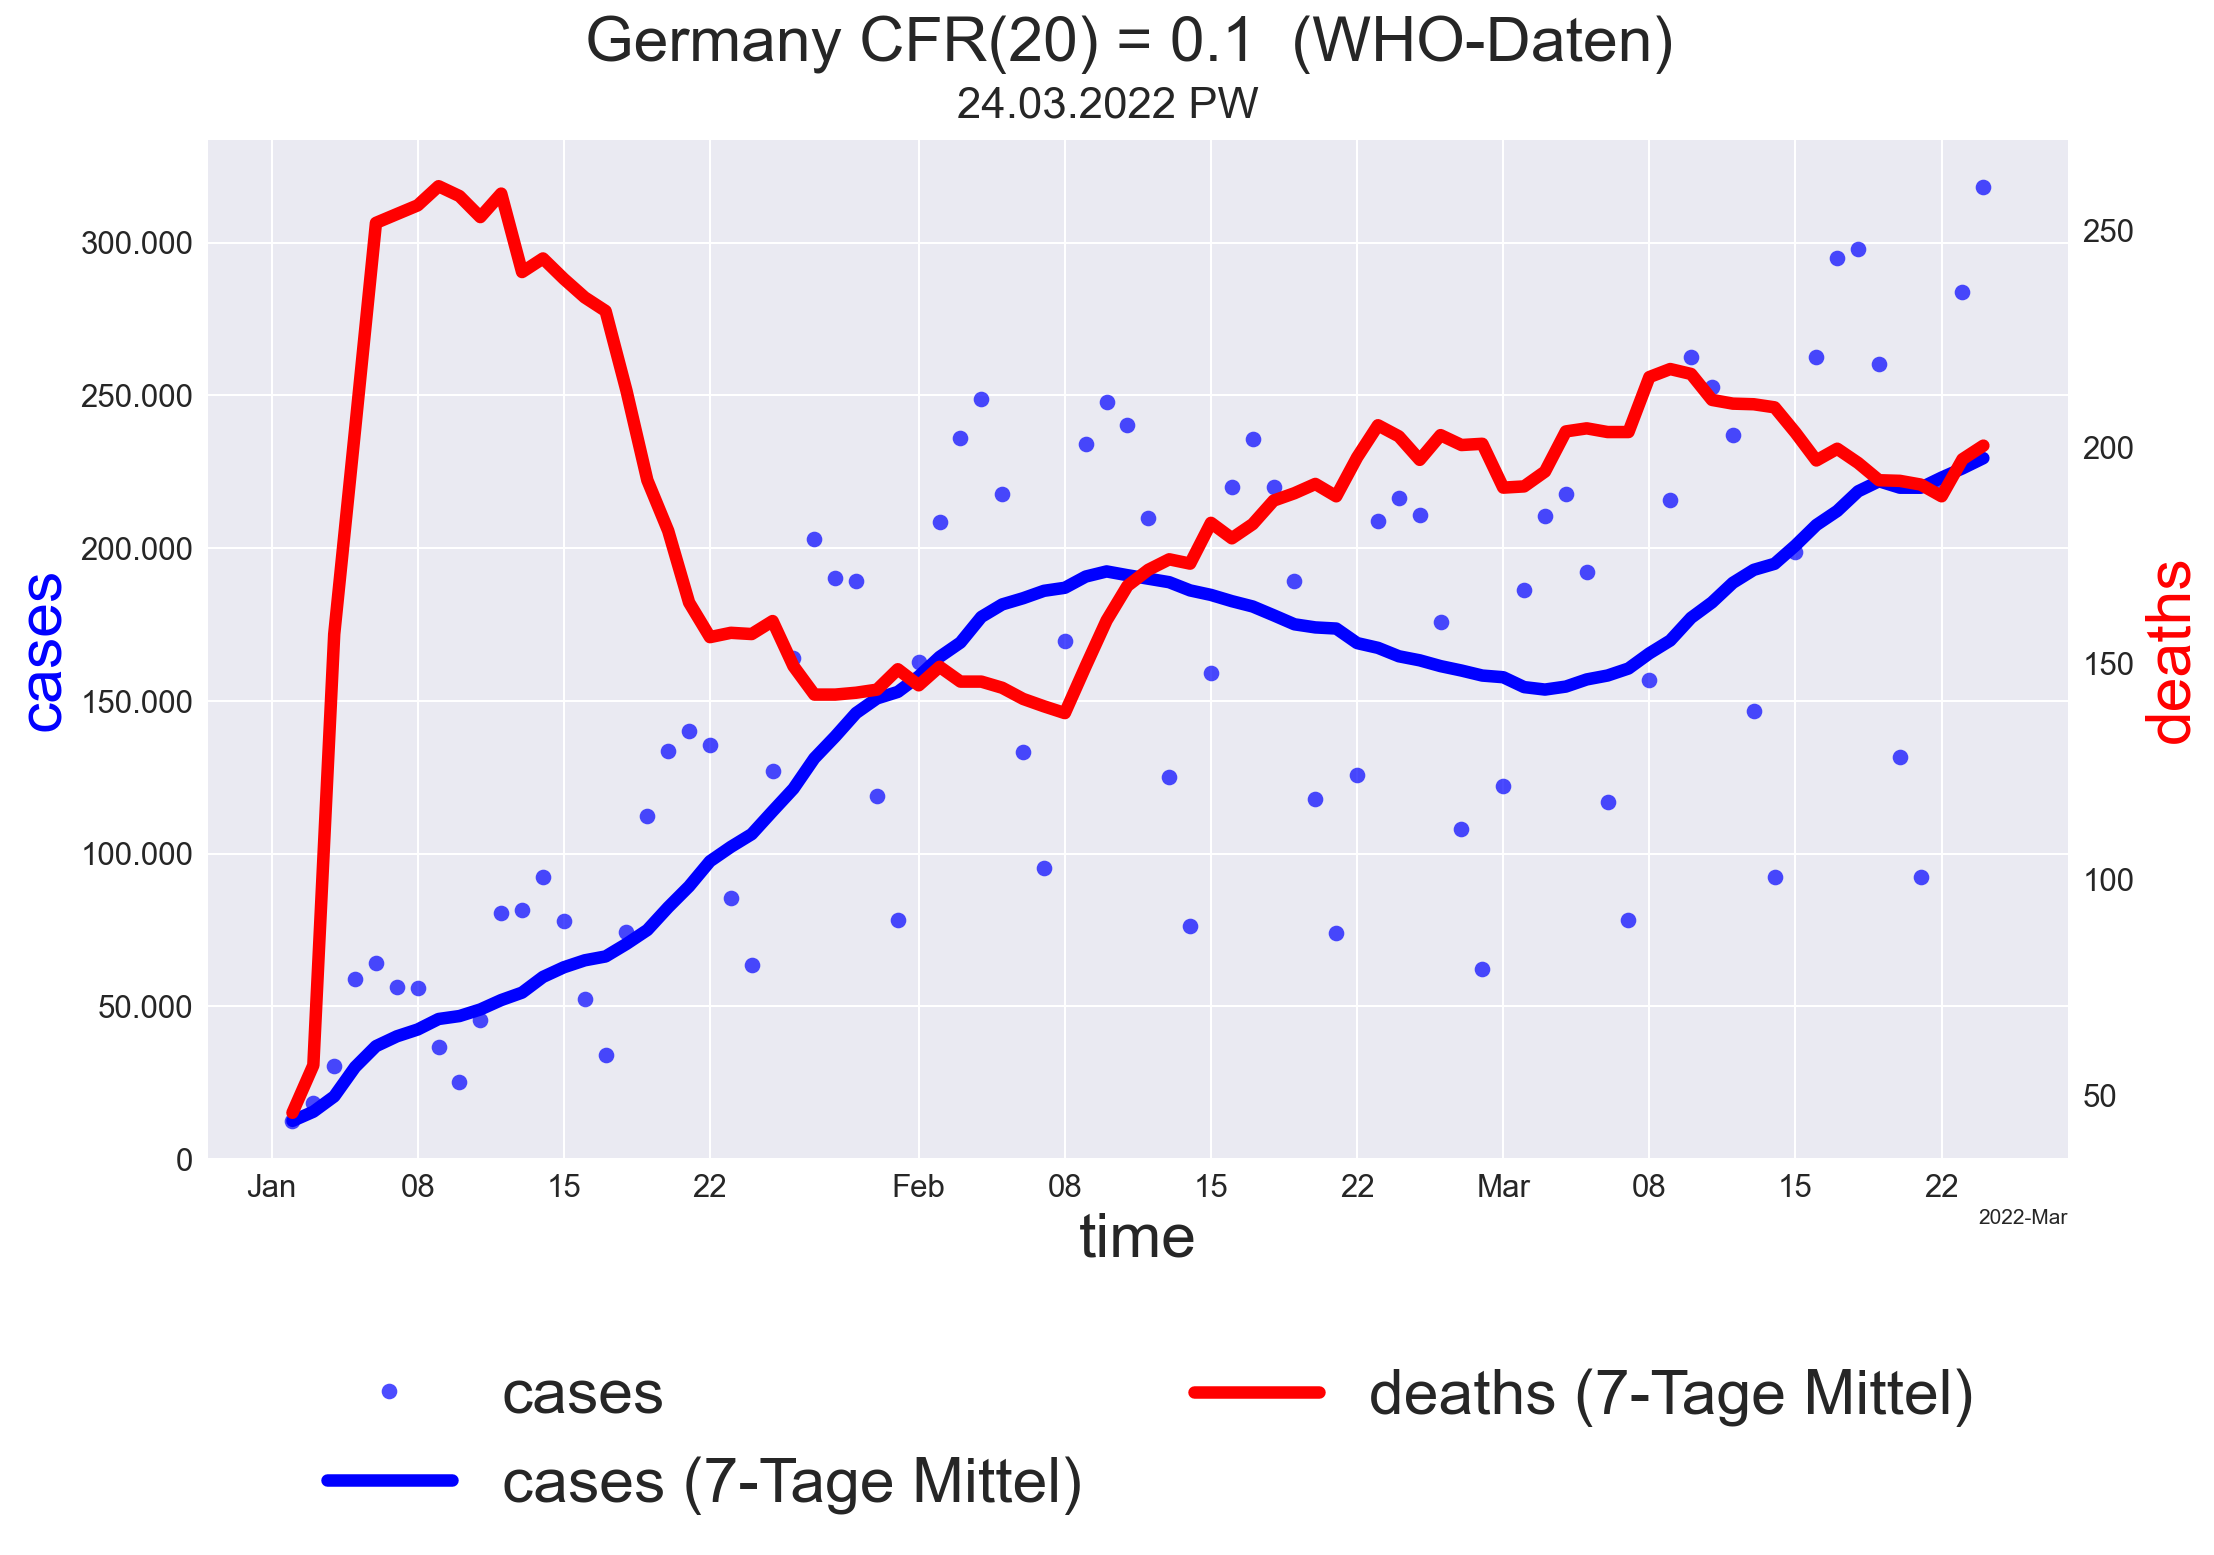 Germany CFR(20) = 0.1 (WHO-Daten)
24.03.2022 PW
cases
300.000
250.000
200.000
150.000
100.000
50.000
0
250
200
150
100
50
deaths
Jan 08 15 22 Feb 08 15 22 Mar 08 15 22
2022-Mar
time
cases
deaths (7-Tage Mittel)
cases (7-Tage Mittel)